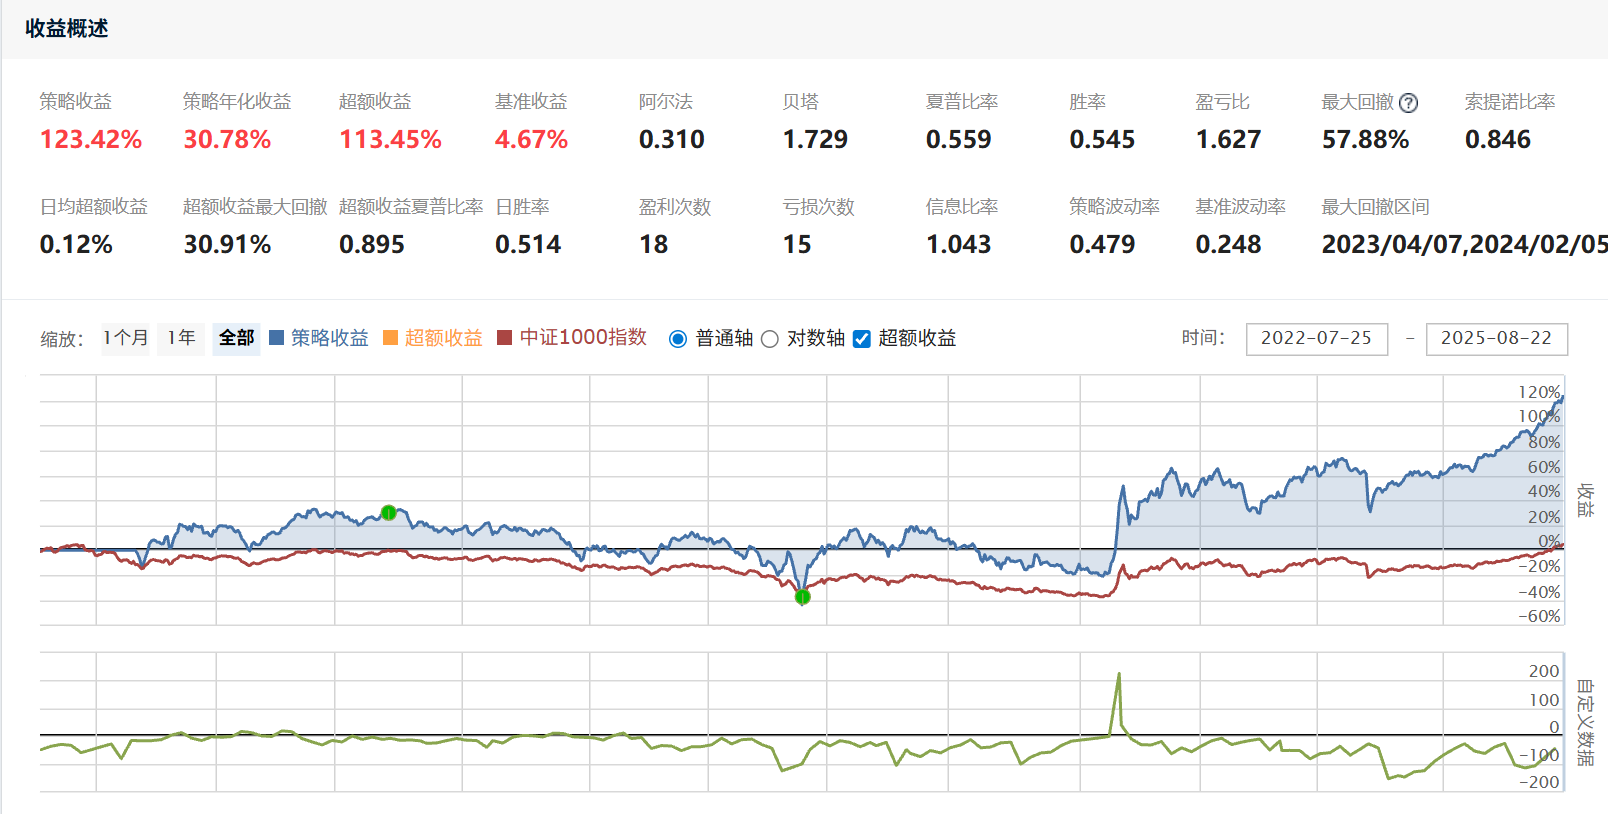 收益概述
策略收益 策略年化收益 超额收益 基准收益 阿尔法 贝塔 夏普比率 胜率 盈亏比 最大回撤 ? 索提诺比率
123.42% 30.78% 113.45% 4.67% 0.310 1.729 0.559 0.545 1.627 57.88% 0.846
日均超额收益 超额收益最大回撤 超额收益夏普比率 日胜率 盈利次数 亏损次数 信息比率 策略波动率 基准波动率 最大回撤区间
0.12% 30.91% 0.895 0.514 18 15 1.043 0.479 0.248 2023/04/07,2024/02/05
缩放： 1个月 1年 全部 策略收益 超额收益 中证1000指数 普通轴 对数轴 超额收益 时间： 2022-07-25 - 2025-08-22
120%
100%
80%
60%
40%
20%
0%
-20%
-40%
-60%
收益
200
100
0
-100
-200
自定义数据